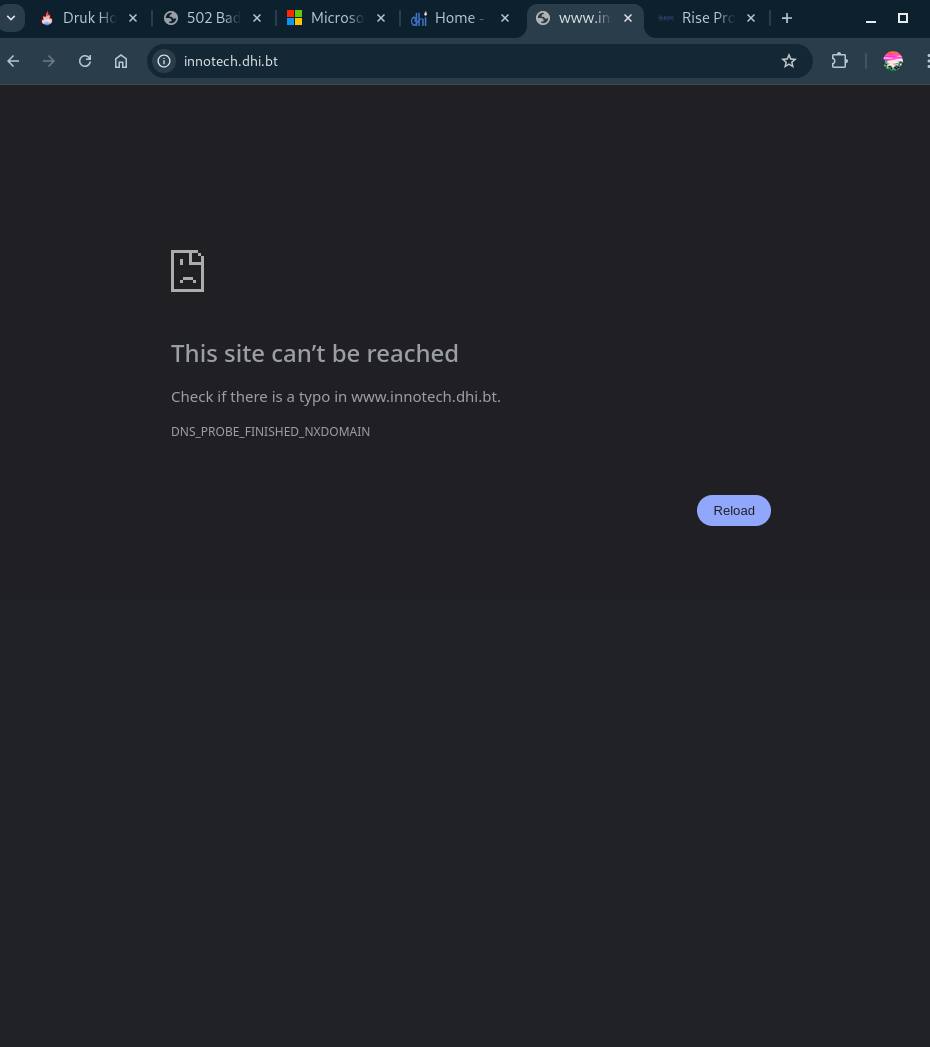 Druk Ho
502 Bad
Microso
dhi Home -
www.in
Rise Pro
innotech.dhi.bt
This site can’t be reached
Check if there is a typo in www.innotech.dhi.bt.
DNS_PROBE_FINISHED_NXDOMAIN
Reload